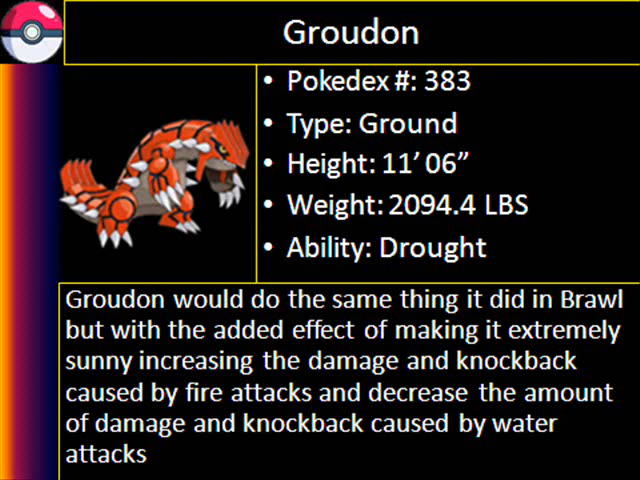 Groudon
• Pokedex #: 383
• Type: Ground
• Height: 11’ 06”
• Weight: 2094.4 LBS
• Ability: Drought
Groudon would do the same thing it did in Brawl
but with the added effect of making it extremely
sunny increasing the damage and knockback
caused by fire attacks and decrease the amount
of damage and knockback caused by water
attacks